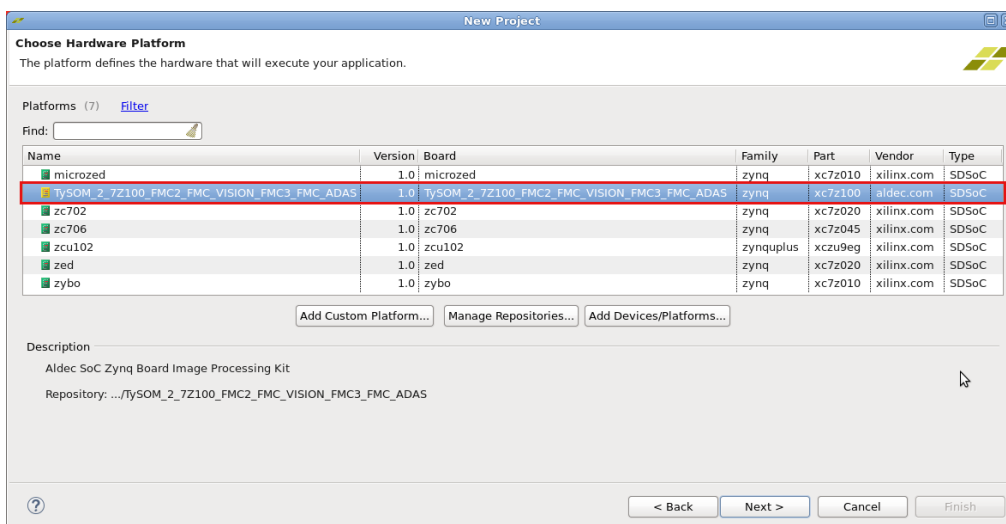 New Project
Choose Hardware Platform
The platform defines the hardware that will execute your application.
Platforms (7) Filter
Find:
Name Version Board Family Part Vendor Type
microzed 1.0 microzed zynq xc7z010 xilinx.com SDSoC
TySOM_2_7Z100_FMC2_FMC_VISION_FMC3_FMC_ADAS 1.0 TySOM_2_7Z100_FMC2_FMC_VISION_FMC3_FMC_ADAS zynq xc7z100 aldec.com SDSoC
zc702 1.0 zc702 zynq xc7z020 xilinx.com SDSoC
zc706 1.0 zc706 zynq xc7z045 xilinx.com SDSoC
zcu102 1.0 zcu102 zynquplus xczu9eg xilinx.com SDSoC
zed 1.0 zed zynq xc7z020 xilinx.com SDSoC
zybo 1.0 zybo zynq xc7z010 xilinx.com SDSoC
Add Custom Platform... Manage Repositories... Add Devices/Platforms...
Description
Aldec SoC Zynq Board Image Processing Kit
Repository: .../TySOM_2_7Z100_FMC2_FMC_VISION_FMC3_FMC_ADAS
? < Back Next > Cancel Finish